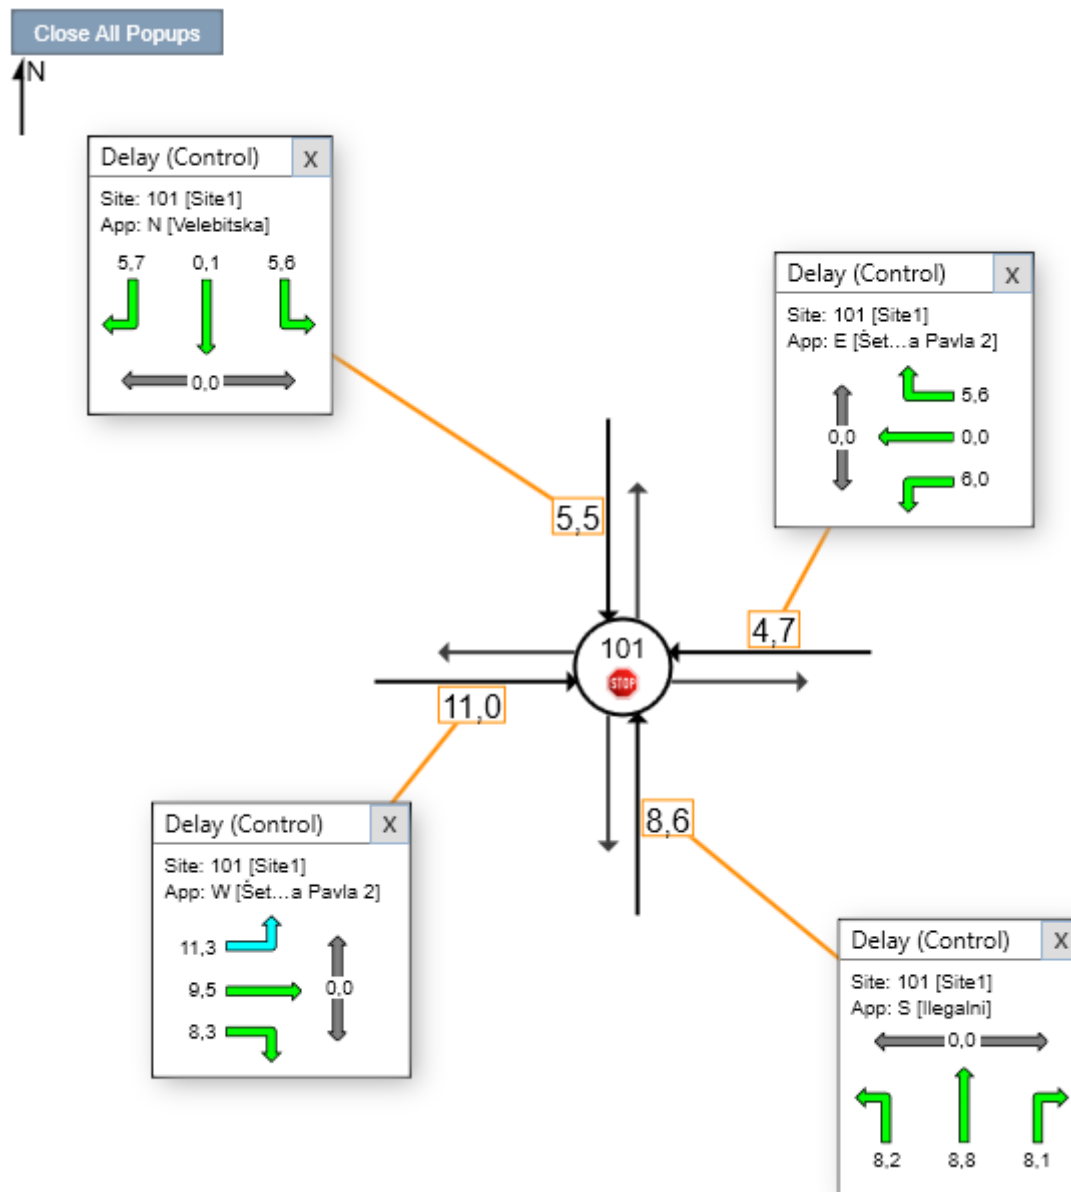 Close All Popups
N
Delay (Control) X
Site: 101 [Site1]
App: N [Velebitska]
5,7 0,1 5,6
0,0
Delay (Control) X
Site: 101 [Site1]
App: E [Šet...a Pavla 2]
5,6
0,0 0,0
6,0
5,5
4,7
101
STOP
11,0
8,6
Delay (Control) X
Site: 101 [Site1]
App: W [Šet...a Pavla 2]
11,3
9,5 0,0
8,3
Delay (Control) X
Site: 101 [Site1]
App: S [Ilegalni]
0,0
8,2 8,8 8,1